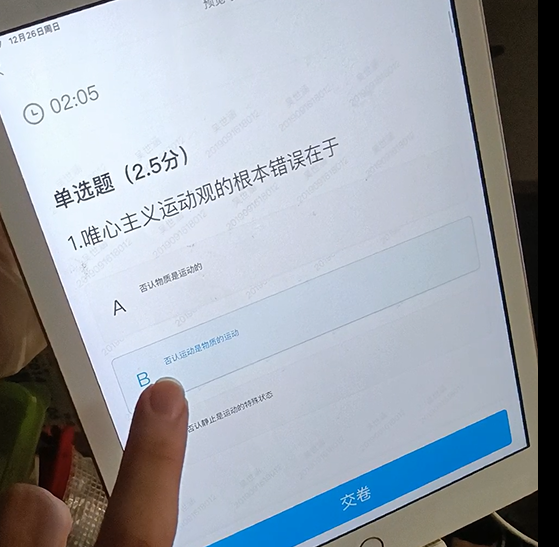 12月26日周日
预览
02:05
单选题（2.5分）
1.唯心主义运动观的根本错误在于
A 否认物质是运动的
B 否认运动是物质的运动
否认静止是运动的特殊状态
交卷